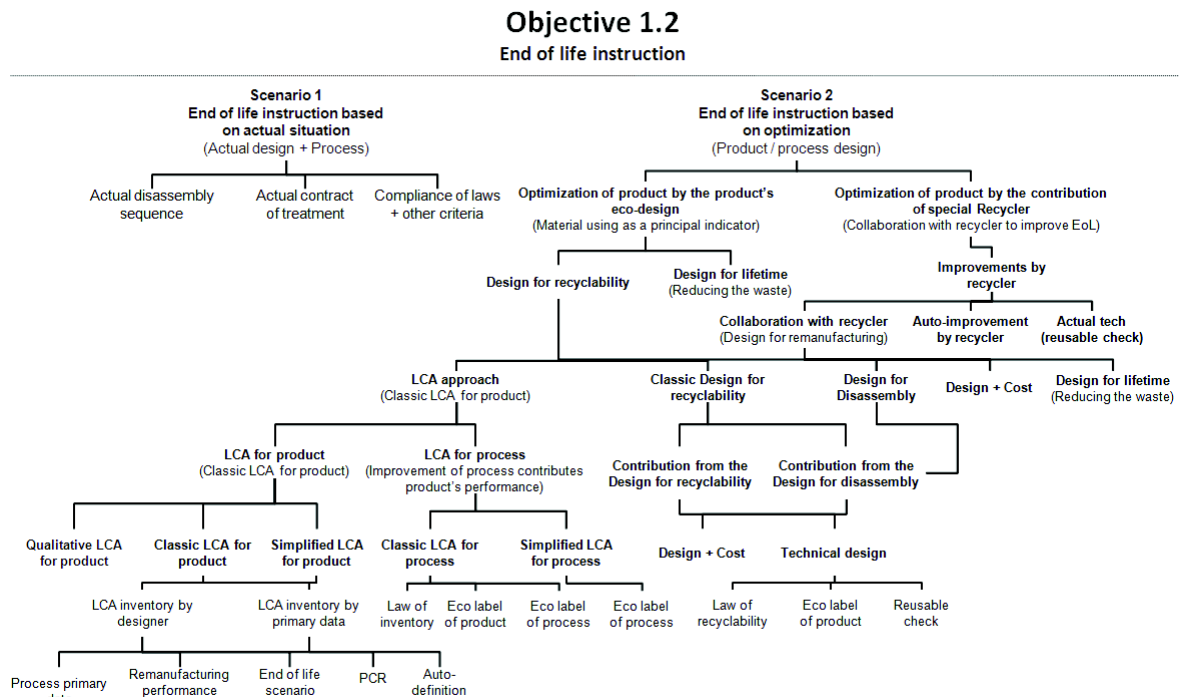 Objective 1.2
End of life instruction
Scenario 1
End of life instruction based
on actual situation
(Actual design + Process)
Scenario 2
End of life instruction based
on optimization
(Product / process design)
Actual disassembly
sequence
Actual contract
of treatment
Compliance of laws
+ other criteria
Optimization of product by the product's
eco-design
(Material using as a principal indicator)
Optimization of product by the contribution
of special Recycler
(Collaboration with recycler to improve EoL)
Design for recyclability
Design for lifetime
(Reducing the waste)
Improvements by
recycler
Collaboration with recycler
(Design for remanufacturing)
Auto-improvement
by recycler
Actual tech
(reusable check)
LCA approach
(Classic LCA for product)
Classic Design for
recyclability
Design for
Disassembly
Design + Cost
Design for lifetime
(Reducing the waste)
LCA for product
(Classic LCA for product)
LCA for process
(Improvement of process contributes
product's performance)
Contribution from the
Design for recyclability
Contribution from the
Design for disassembly
Qualitative LCA
for product
Classic LCA for
product
Simplified LCA
for product
Classic LCA for
process
Simplified LCA
for process
Design + Cost
Technical design
LCA inventory by
designer
LCA inventory by
primary data
Law of
inventory
Eco label
of product
Eco label
of process
Eco label
of process
Law of
recyclability
Eco label
of product
Reusable
check
Process primary
Remanufacturing
performance
End of life
scenario
PCR
Auto-
definition